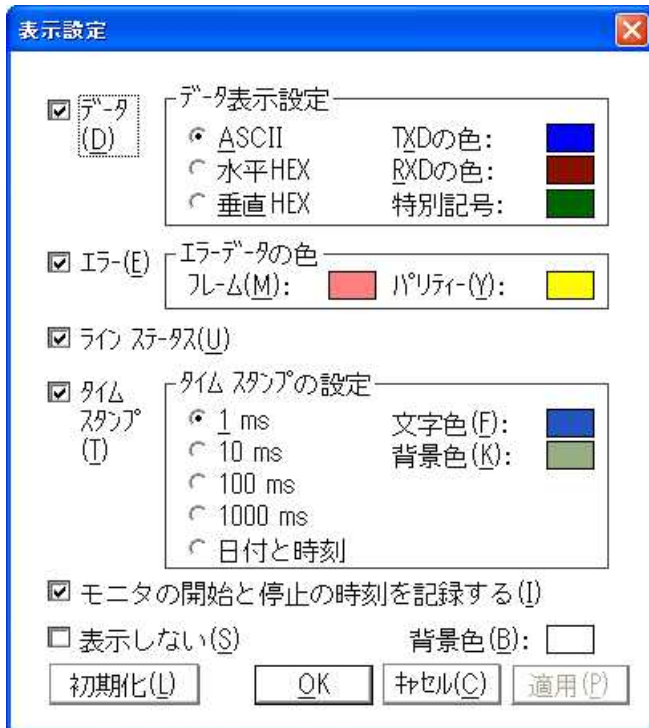 表示設定
ﾃﾞｰﾀ
(D)
ﾃﾞｰﾀ表示設定
ASCII
TXDの色:
水平HEX
RXDの色:
垂直HEX
特別記号:
ｴﾗｰ(E)
ｴﾗｰﾃﾞｰﾀの色
ﾌﾚｰﾑ(M):
ﾊﾟﾘﾃｨｰ(Y):
ﾗｲﾝ ｽﾃｰﾀｽ(U)
ﾀｲﾑ
ｽﾀﾝﾌﾟ
(T)
ﾀｲﾑ ｽﾀﾝﾌﾟの設定
1 ms
文字色(F):
10 ms
背景色(K):
100 ms
1000 ms
日付と時刻
モニタの開始と停止の時刻を記録する(I)
表示しない(S)
背景色(B):
初期化(L)
OK
ｷｬｾﾙ(C)
適用(P)